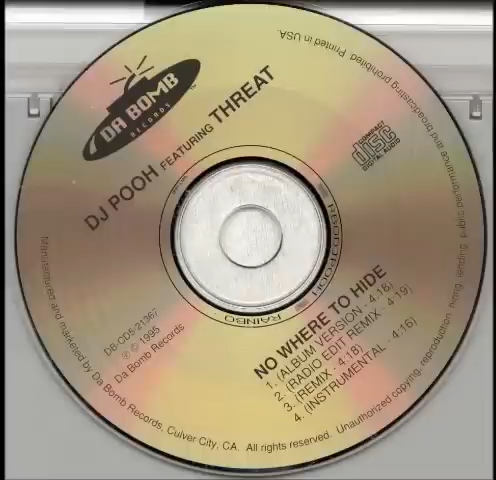 DA BOMB
RECORDS
DJ POOH FEATURING THREAT
COMPACT
disc
DIGITAL AUDIO
NO WHERE TO HIDE
1. (ALBUM VERSION - 4:18)
2. (RADIO EDIT REMIX - 4:19)
3. (REMIX - 4:18)
4. (INSTRUMENTAL - 4:16)
DB-CDS-21367
℗ © 1995
Da Bomb Records
Manufactured and marketed by Da Bomb Records, Culver City, CA. All rights reserved. Unauthorized copying, reproduction, hiring, lending, public performance and broadcasting prohibited. Printed in USA.
RAINBO